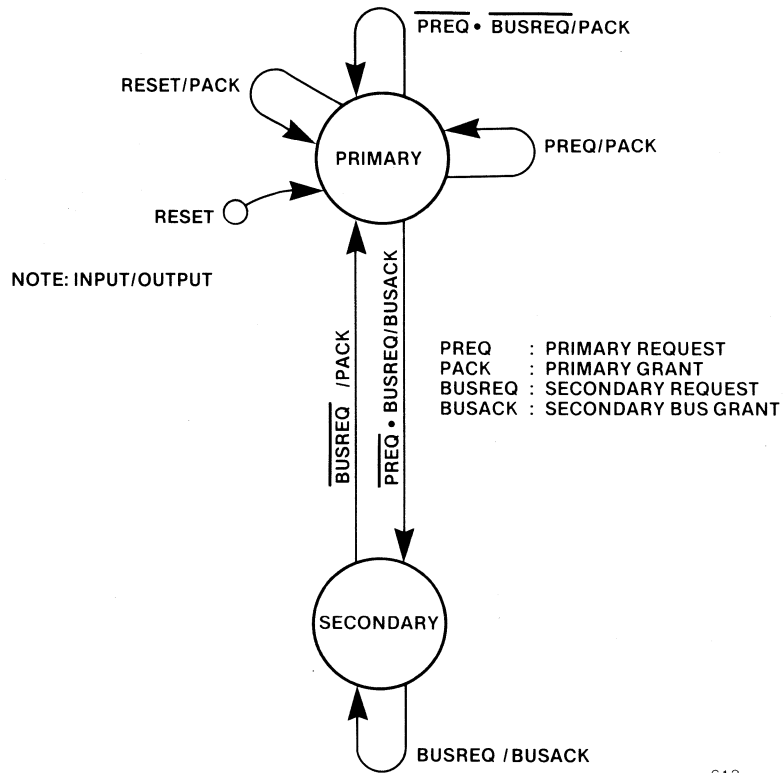 PREQ • BUSREQ/PACK
RESET/PACK
PREQ/PACK
PRIMARY
RESET
NOTE: INPUT/OUTPUT
BUSREQ /PACK
PREQ • BUSREQ/BUSACK
PREQ : PRIMARY REQUEST
PACK : PRIMARY GRANT
BUSREQ : SECONDARY REQUEST
BUSACK : SECONDARY BUS GRANT
SECONDARY
BUSREQ /BUSACK